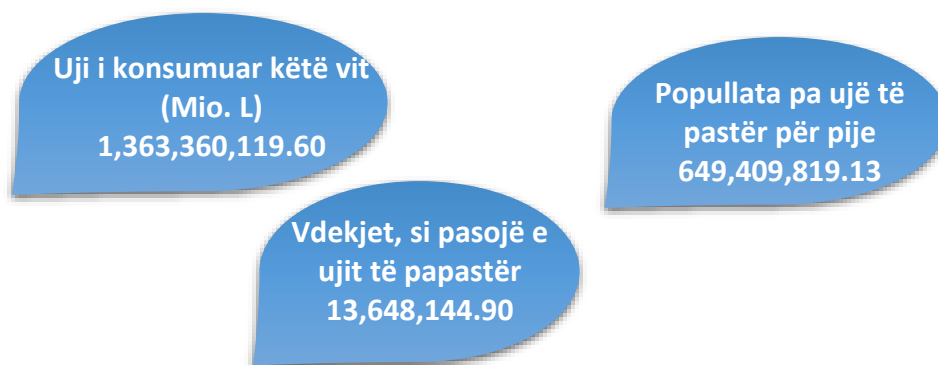 Uji i konsumuar këtë vit
(Mio. L)
1,363,360,119.60
Popullata pa ujë të
pastër për pije
649,409,819.13
Vdekjet, si pasojë e
ujit të papastër
13,648,144.90